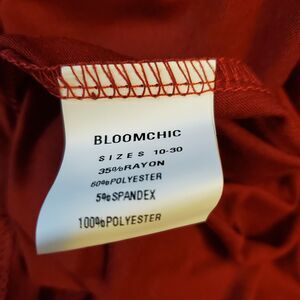 BLOOMCHIC
SIZES 10-30
35%RAYON
60%POLYESTER
5%SPANDEX
100%POLYESTER